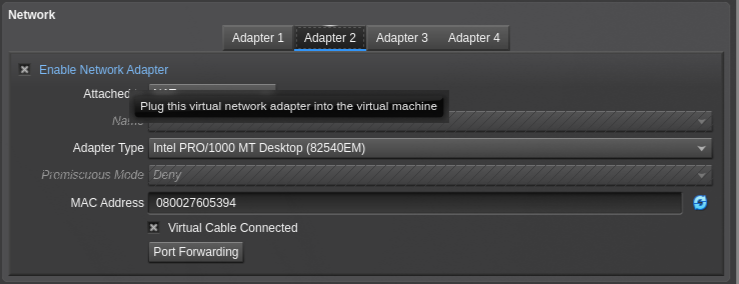 Network
Adapter 1 Adapter 2 Adapter 3 Adapter 4
Enable Network Adapter
Attached
Plug this virtual network adapter into the virtual machine
Name
Adapter Type Intel PRO/1000 MT Desktop (82540EM)
Promiscuous Mode Deny
MAC Address 080027605394
Virtual Cable Connected
Port Forwarding